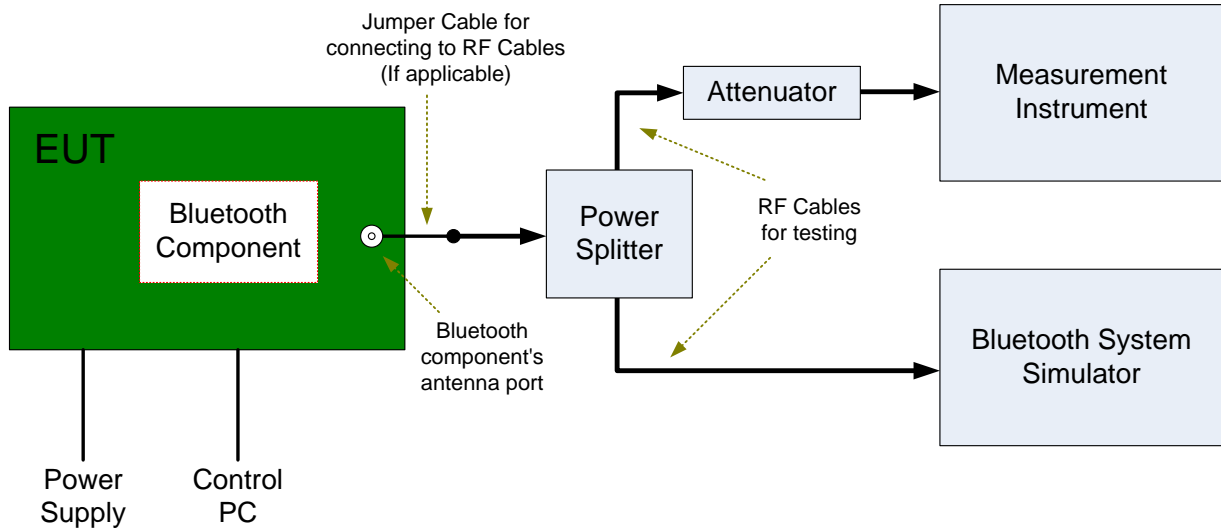 Jumper Cable for
connecting to RF Cables
(If applicable)
EUT
Bluetooth
Component
Attenuator
Measurement
Instrument
Power
Splitter
RF Cables
for testing
Bluetooth
component's
antenna port
Bluetooth System
Simulator
Power
Supply
Control
PC